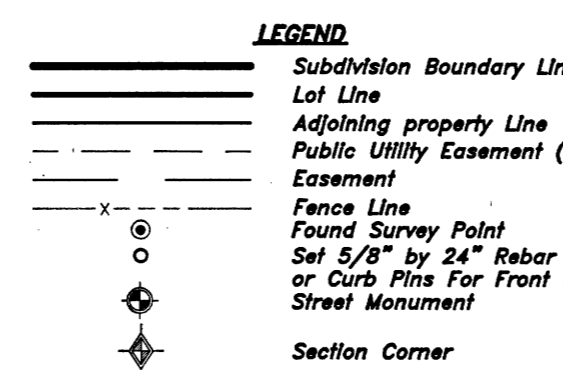 LEGEND
Subdivision Boundary Lin
Lot Line
Adjoining property Line
Public Utility Easement (
Easement
X Fence Line
Found Survey Point
Set 5/8" by 24" Rebar
or Curb Pins For Front
Street Monument
Section Corner